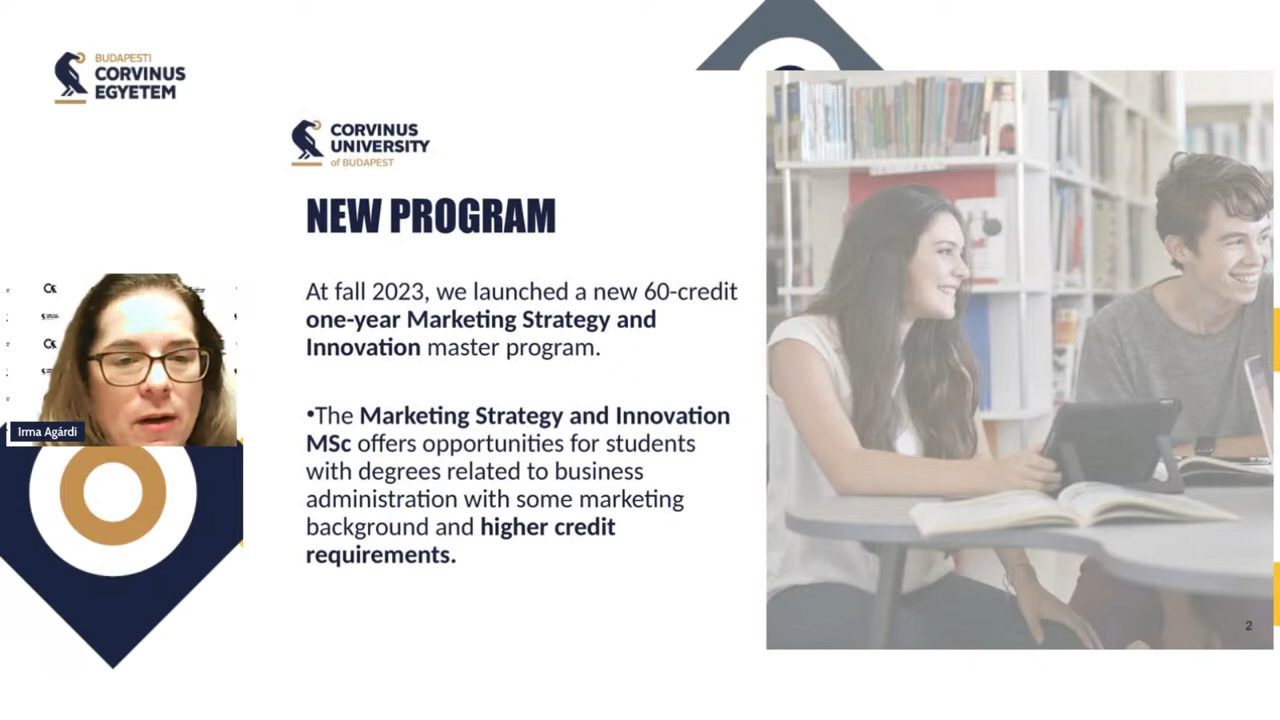 BUDAPESTI
CORVINUS
EGYETEM
CORVINUS
UNIVERSITY
of BUDAPEST
NEW PROGRAM
At fall 2023, we launched a new 60-credit
one-year Marketing Strategy and
Innovation master program.
•The Marketing Strategy and Innovation
MSc offers opportunities for students
with degrees related to business
administration with some marketing
background and higher credit
requirements.
Irma Agárdi
2